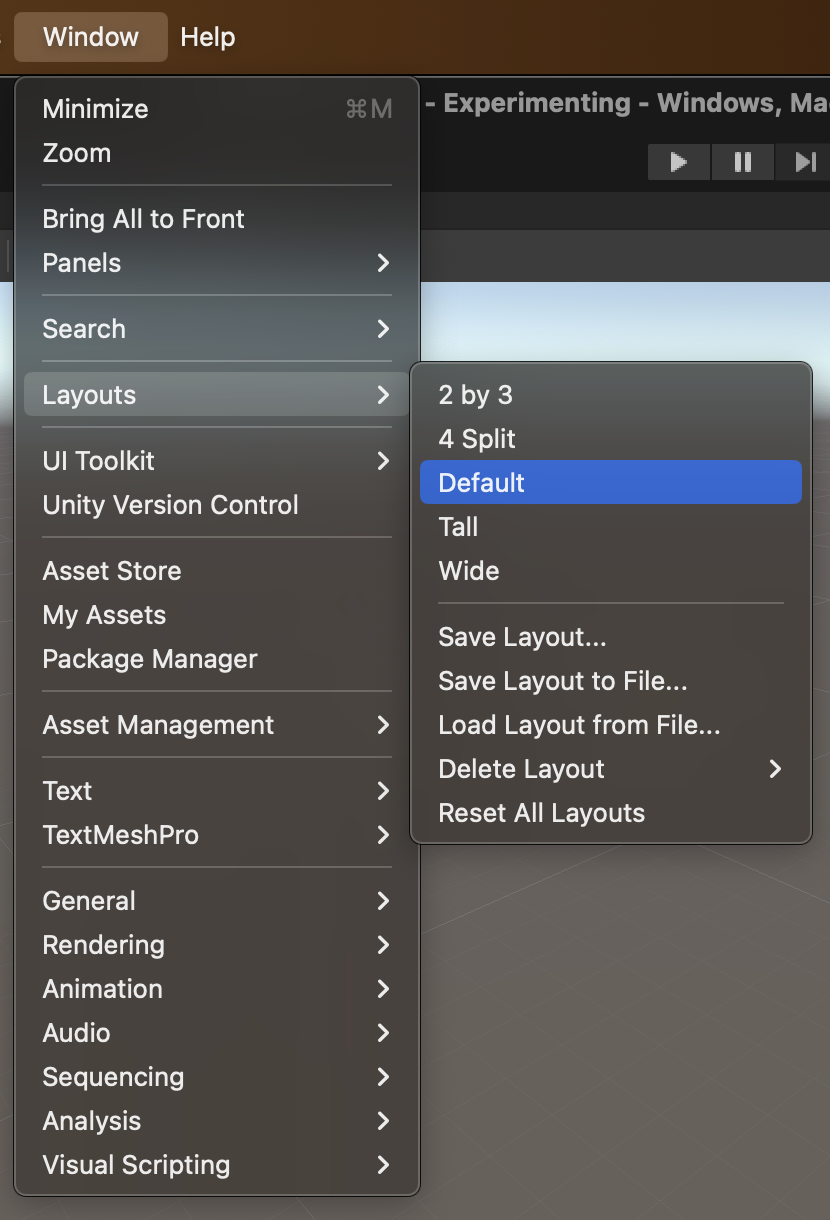 Window Help
- Experimenting - Windows, Ma
Minimize ⌘M
Zoom
Bring All to Front
Panels
Search
Layouts
UI Toolkit
Unity Version Control
Asset Store
My Assets
Package Manager
Asset Management
Text
TextMeshPro
General
Rendering
Animation
Audio
Sequencing
Analysis
Visual Scripting
2 by 3
4 Split
Default
Tall
Wide
Save Layout...
Save Layout to File...
Load Layout from File...
Delete Layout
Reset All Layouts